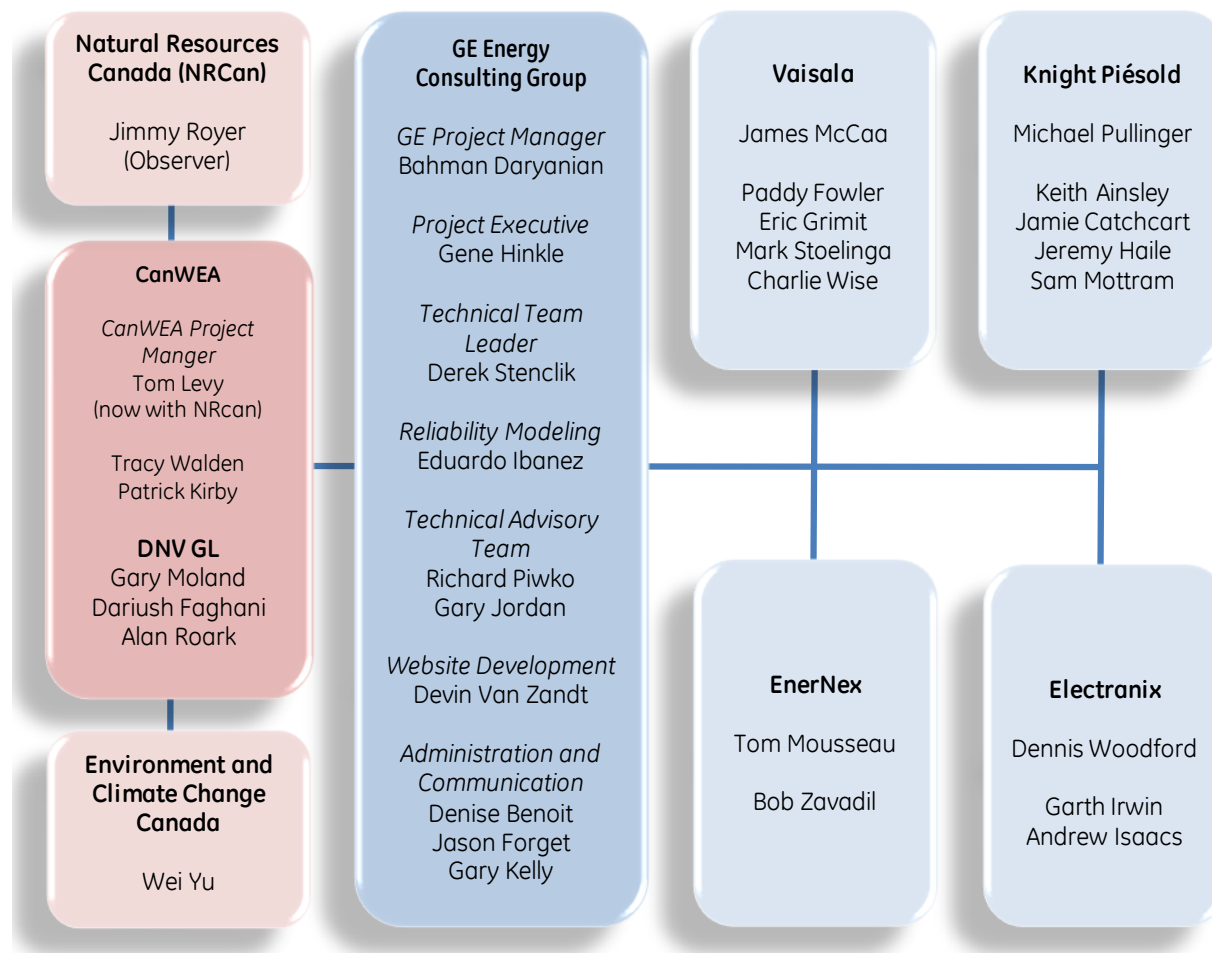 Natural Resources
Canada (NRCan)
Jimmy Royer
(Observer)
CanWEA
CanWEA Project
Manger
Tom Levy
(now with NRcan)
Tracy Walden
Patrick Kirby
DNV GL
Gary Moland
Dariush Faghani
Alan Roark
Environment and
Climate Change
Canada
Wei Yu
GE Energy
Consulting Group
GE Project Manager
Bahman Daryanian
Project Executive
Gene Hinkle
Technical Team
Leader
Derek Stenclik
Reliability Modeling
Eduardo Ibanez
Technical Advisory
Team
Richard Piwko
Gary Jordan
Website Development
Devin Van Zandt
Administration and
Communication
Denise Benoit
Jason Forget
Gary Kelly
Vaisala
James McCaa
Paddy Fowler
Eric Grimit
Mark Stoelinga
Charlie Wise
Knight Piésold
Michael Pullinger
Keith Ainsley
Jamie Catchcart
Jeremy Haile
Sam Mottram
EnerNex
Tom Mousseau
Bob Zavadil
Electranix
Dennis Woodford
Garth Irwin
Andrew Isaacs